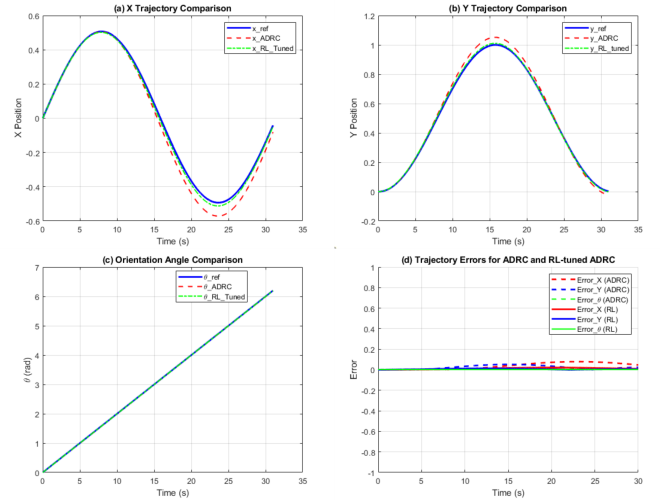 (a) X Trajectory Comparison
0.6
0.4
0.2
0
-0.2
-0.4
-0.6
X Position
x_ref
x_ADRC
x_RL_Tuned
0 5 10 15 20 25 30 35
Time (s)
(b) Y Trajectory Comparison
1.2
1
0.8
0.6
0.4
0.2
0
-0.2
Y Position
y_ref
y_ADRC
y_RL_tuned
0 5 10 15 20 25 30 35
Time (s)
(c) Orientation Angle Comparison
7
6
5
4
3
2
1
0
θ (rad)
θ_ref
θ_ADRC
θ_RL_Tuned
0 5 10 15 20 25 30 35
Time (s)
(d) Trajectory Errors for ADRC and RL-tuned ADRC
1
0.8
0.6
0.4
0.2
0
-0.2
-0.4
-0.6
-0.8
-1
Error
Error_X (ADRC)
Error_Y (ADRC)
Error_θ (ADRC)
Error_X (RL)
Error_Y (RL)
Error_θ (RL)
0 5 10 15 20 25 30
Time (s)